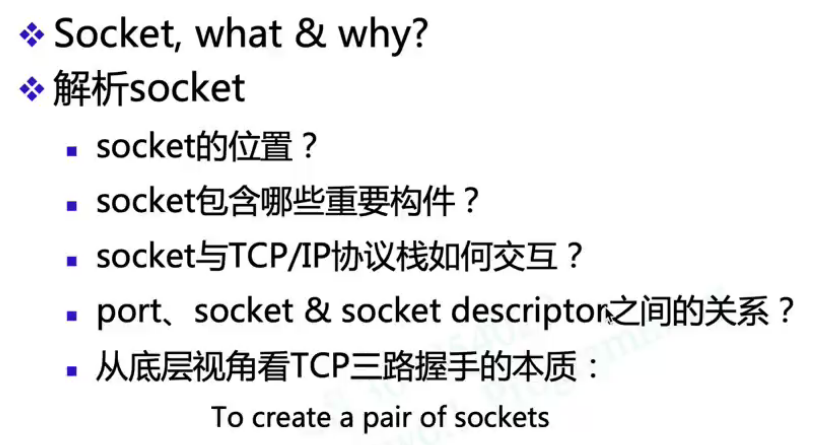 Socket, what & why?
解析socket
socket的位置？
socket包含哪些重要构件？
socket与TCP/IP协议栈如何交互？
port、socket & socket descriptor之间的关系？
从底层视角看TCP三路握手的本质：
To create a pair of sockets